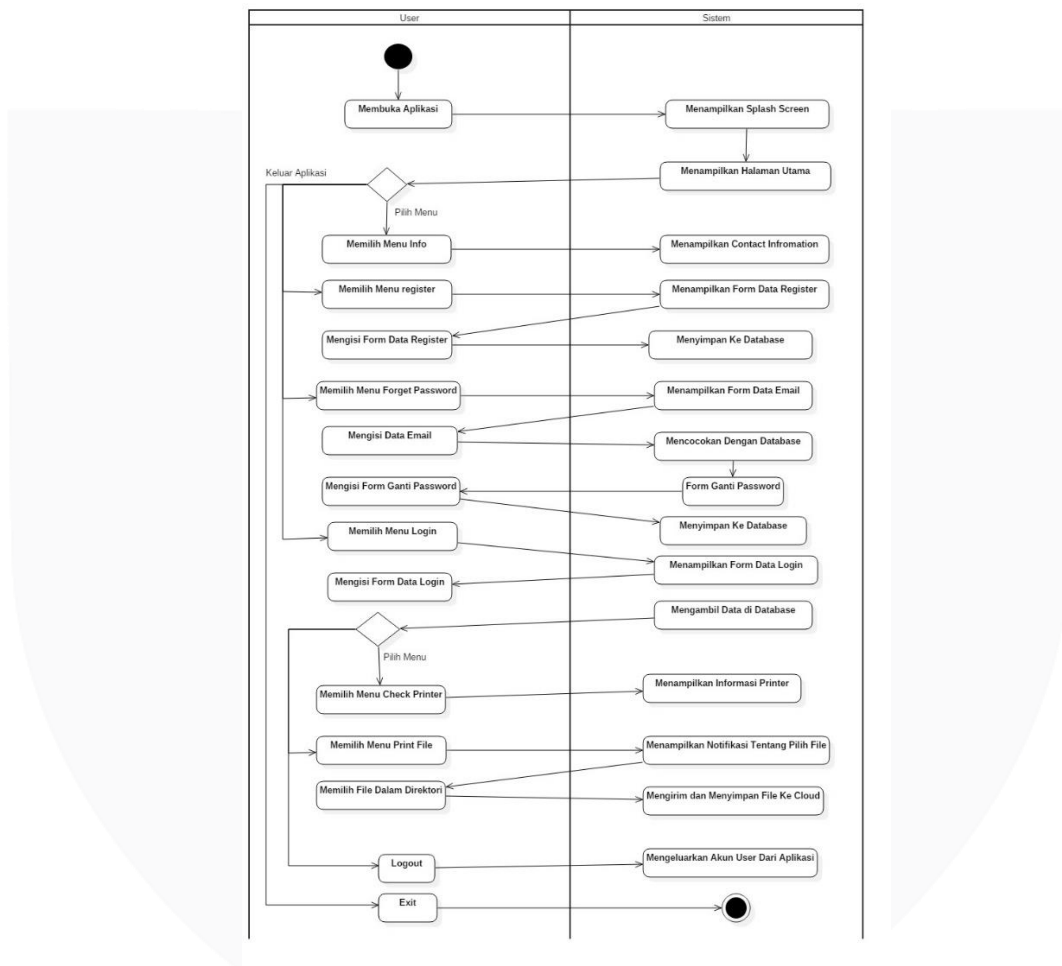 User
Sistem
Membuka Aplikasi
Menampilkan Splash Screen
Keluar Aplikasi
Menampilkan Halaman Utama
Pilih Menu
Memilih Menu Info
Menampilkan Contact Infromation
Memilih Menu register
Menampilkan Form Data Register
Mengisi Form Data Register
Menyimpan Ke Database
Memilih Menu Forget Password
Menampilkan Form Data Email
Mengisi Data Email
Mencocokan Dengan Database
Mengisi Form Ganti Password
Form Ganti Password
Menyimpan Ke Database
Memilih Menu Login
Menampilkan Form Data Login
Mengisi Form Data Login
Mengambil Data di Database
Pilih Menu
Memilih Menu Check Printer
Menampilkan Informasi Printer
Memilih Menu Print File
Menampilkan Notifikasi Tentang Pilih File
Memilih File Dalam Direktori
Mengirim dan Menyimpan File Ke Cloud
Logout
Mengeluarkan Akun User Dari Aplikasi
Exit